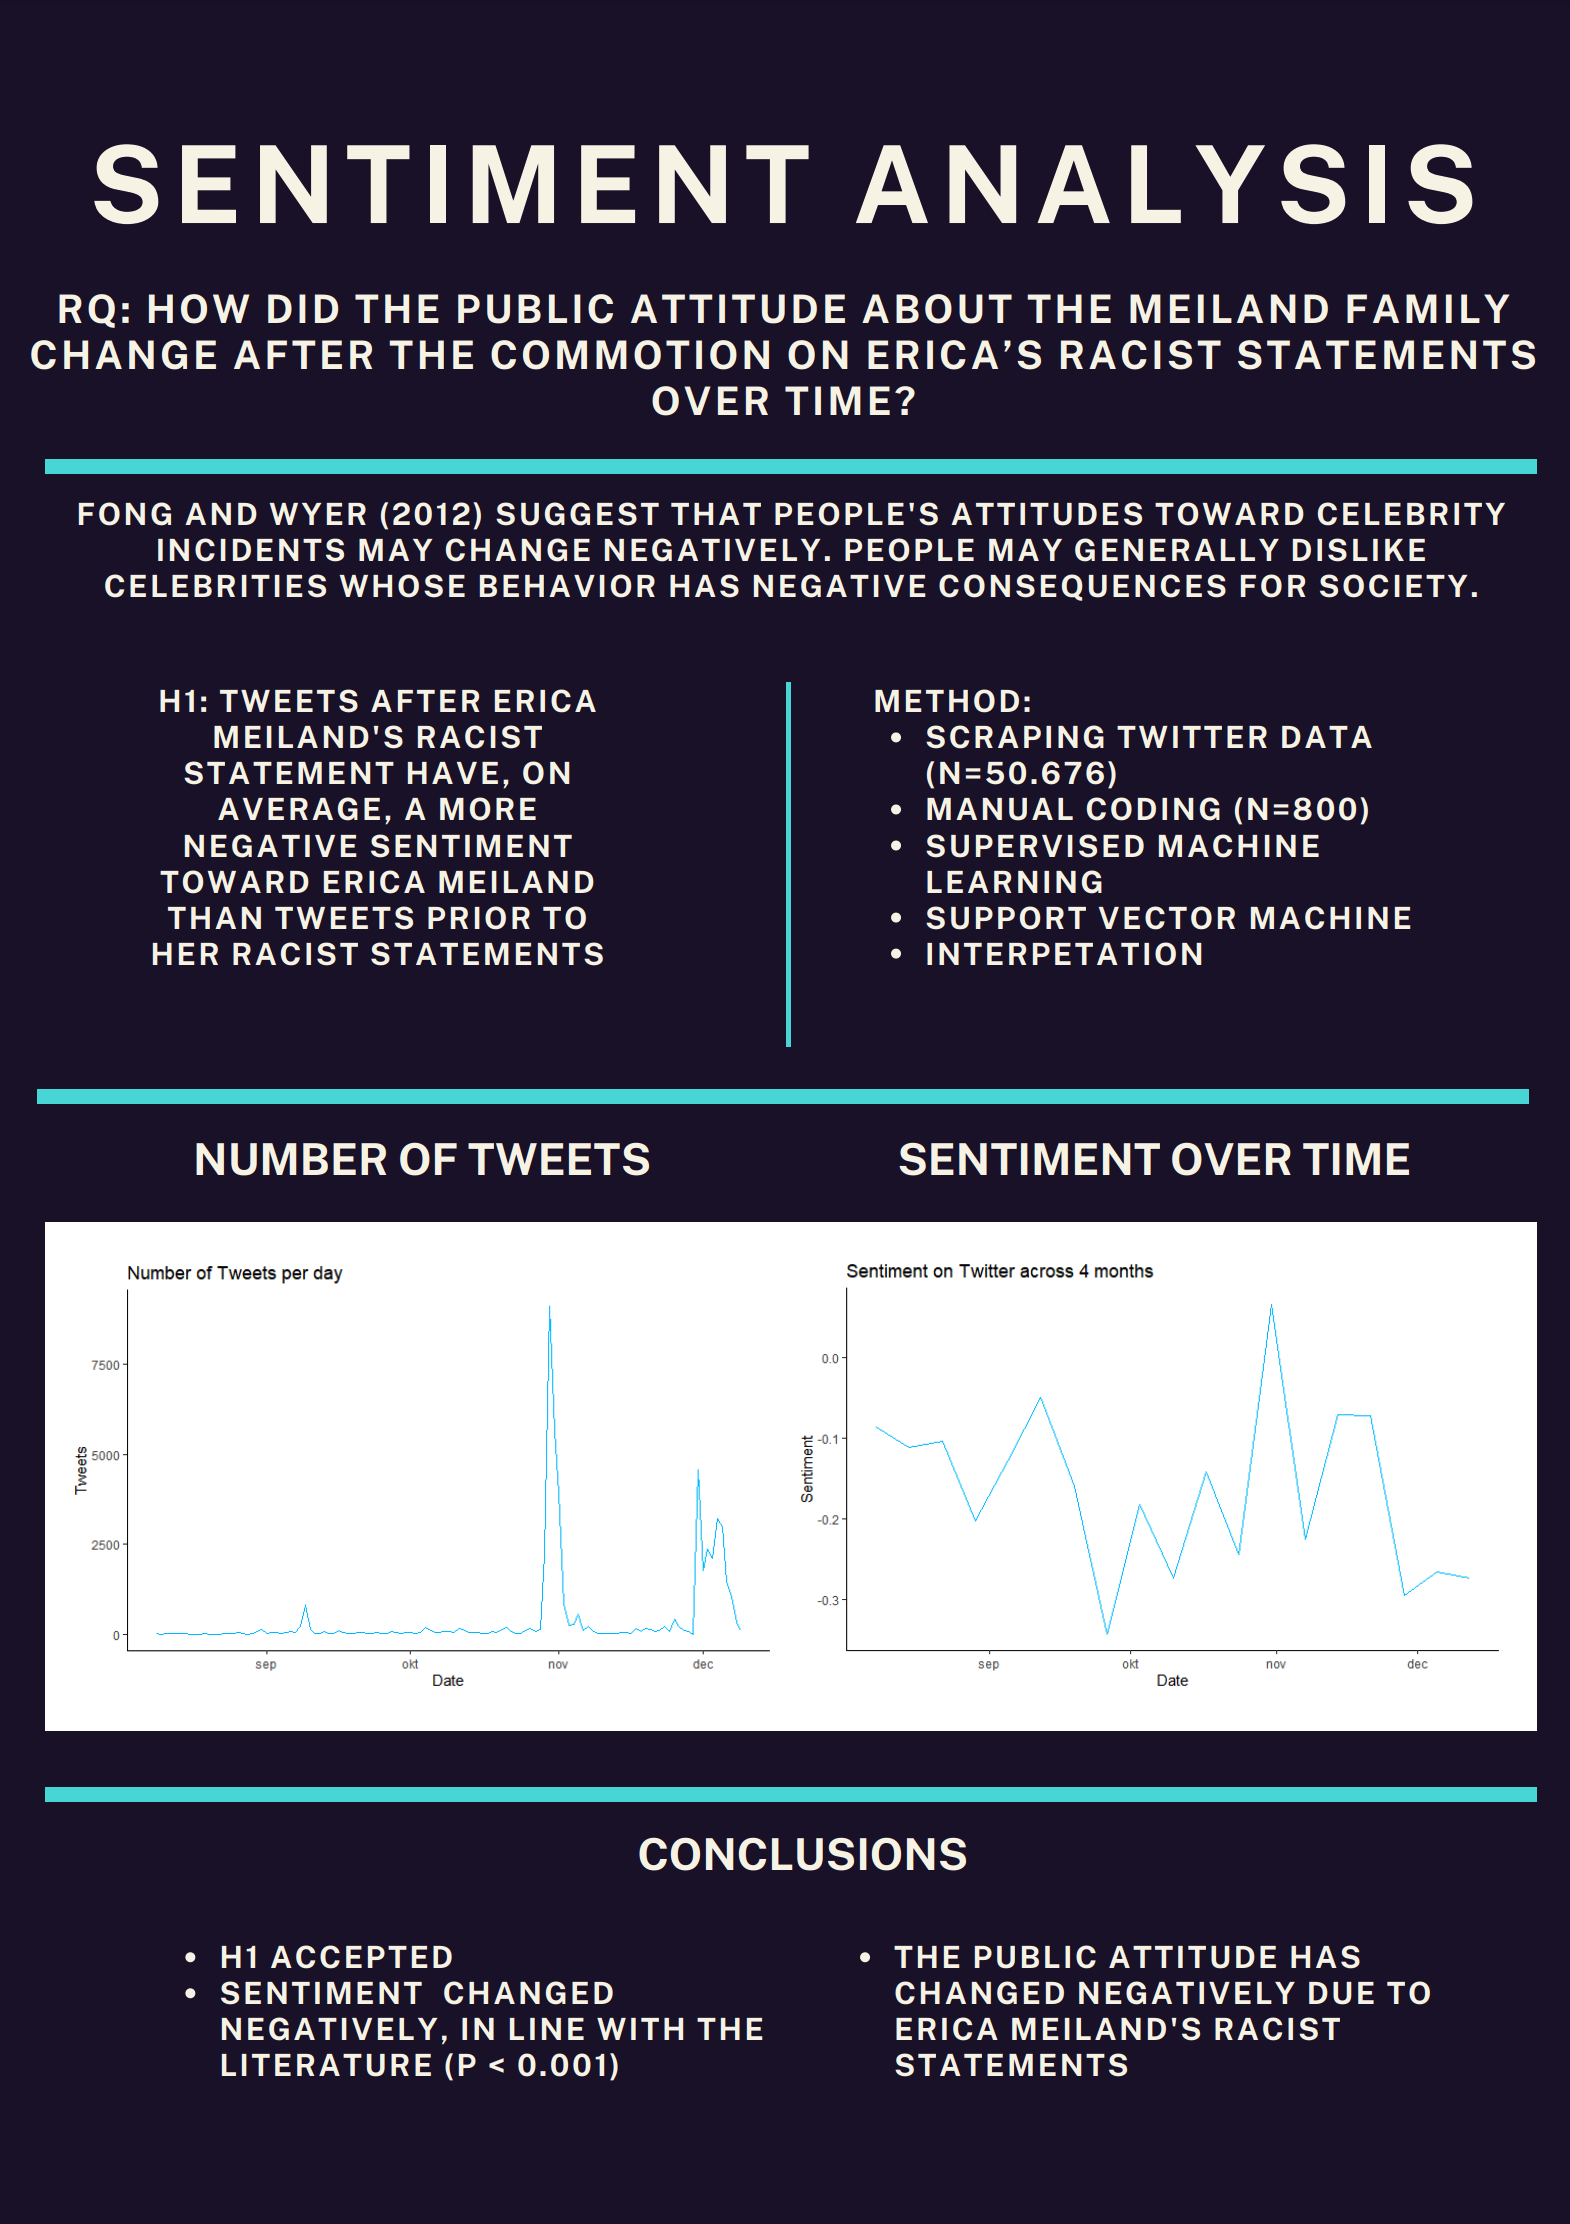 SENTIMENT ANALYSIS
RQ: HOW DID THE PUBLIC ATTITUDE ABOUT THE MEILAND FAMILY
CHANGE AFTER THE COMMOTION ON ERICA'S RACIST STATEMENTS
OVER TIME?
FONG AND WYER (2012) SUGGEST THAT PEOPLE'S ATTITUDES TOWARD CELEBRITY
INCIDENTS MAY CHANGE NEGATIVELY. PEOPLE MAY GENERALLY DISLIKE
CELEBRITIES WHOSE BEHAVIOR HAS NEGATIVE CONSEQUENCES FOR SOCIETY.
H1: TWEETS AFTER ERICA
MEILAND'S RACIST
STATEMENT HAVE, ON
AVERAGE, A MORE
NEGATIVE SENTIMENT
TOWARD ERICA MEILAND
THAN TWEETS PRIOR TO
HER RACIST STATEMENTS
METHOD:
• SCRAPING TWITTER DATA
(N=50.676)
• MANUAL CODING (N=800)
• SUPERVISED MACHINE
LEARNING
• SUPPORT VECTOR MACHINE
• INTERPETATION
NUMBER OF TWEETS
Number of Tweets per day
Tweets
7500
5000
2500
0
sep okt nov dec
Date
SENTIMENT OVER TIME
Sentiment on Twitter across 4 months
Sentiment
0.0
-0.1
-0.2
-0.3
sep okt nov dec
Date
CONCLUSIONS
• H1 ACCEPTED
• SENTIMENT CHANGED
NEGATIVELY, IN LINE WITH THE
LITERATURE (P < 0.001)
• THE PUBLIC ATTITUDE HAS
CHANGED NEGATIVELY DUE TO
ERICA MEILAND'S RACIST
STATEMENTS